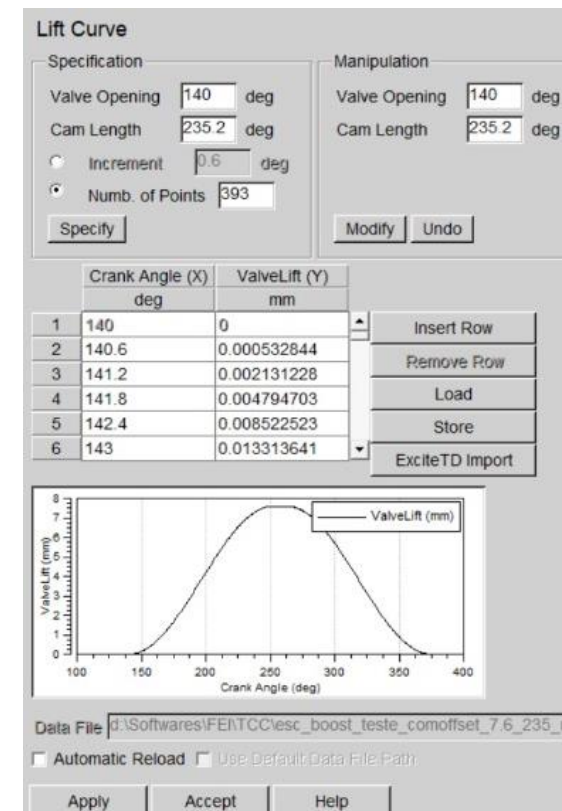 Lift Curve
Specification
Manipulation
Valve Opening 140 deg
Valve Opening 140 deg
Cam Length 235.2 deg
Cam Length 235.2 deg
Increment 0.6 deg
Numb. of Points 393
Specify
Modify Undo
Crank Angle (X) ValveLift (Y)
deg mm
1 140 0
Insert Row
2 140.6 0.000532844
Remove Row
3 141.2 0.002131228
4 141.8 0.004794703
Load
5 142.4 0.008522523
Store
6 143 0.013313641
ExciteTD Import
8
7
6
5
4
3
2
1
0
ValveLift (mm)
ValveLift (mm)
100 150 200 250 300 350 400
Crank Angle (deg)
Data File d:\Softwares\FEI\TCC\esc_boost_teste_comoffset_7.6_235_
Automatic Reload Use Default Data File Path
Apply Accept Help